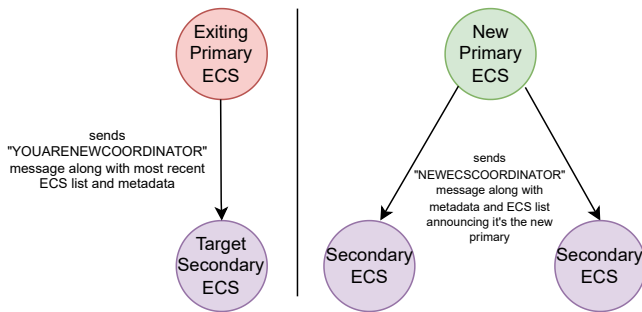 Exiting
Primary
ECS
sends
"YOUARENEWCOORDINATOR"
message along with most recent
ECS list and metadata
Target
Secondary
ECS
New
Primary
ECS
sends
"NEWECSCOORDINATOR"
message along with
metadata and ECS list
announcing it's the new
primary
Secondary
ECS
Secondary
ECS